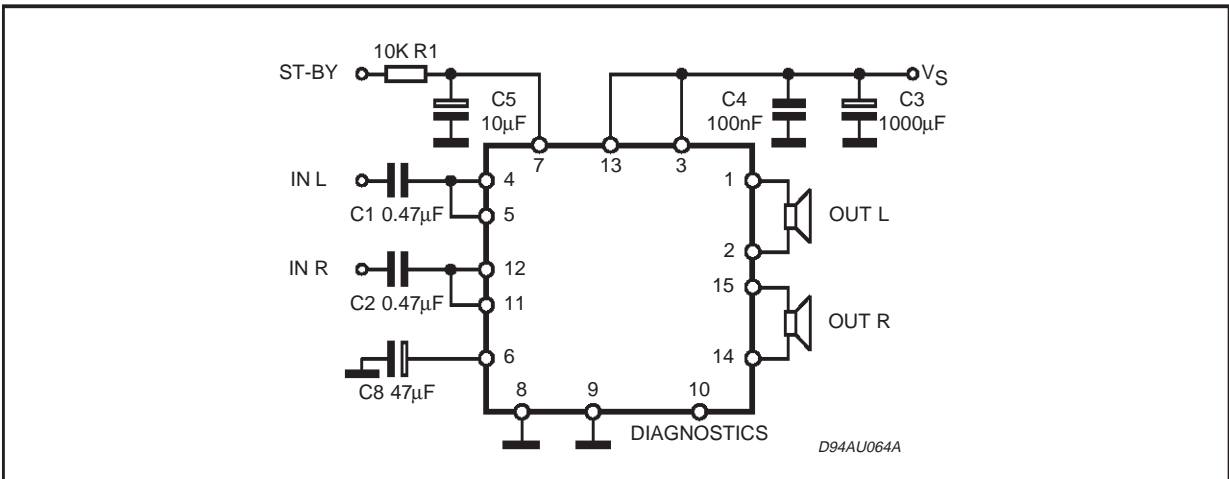 10K R1
ST-BY
C5
10μF
C4
100nF
C3
1000μF
VS
7
13
3
IN L
C1 0.47μF
4
5
1
2
OUT L
IN R
C2 0.47μF
12
11
15
14
OUT R
C8 47μF
6
8
9
10
DIAGNOSTICS
D94AU064A